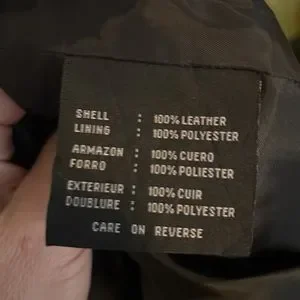 SHELL : 100% LEATHER
LINING : 100% POLYESTER
ARMAZON : 100% CUERO
FORRO : 100% POLIESTER
EXTERIEUR : 100% CUIR
DOUBLURE : 100% POLYESTER
CARE ON REVERSE